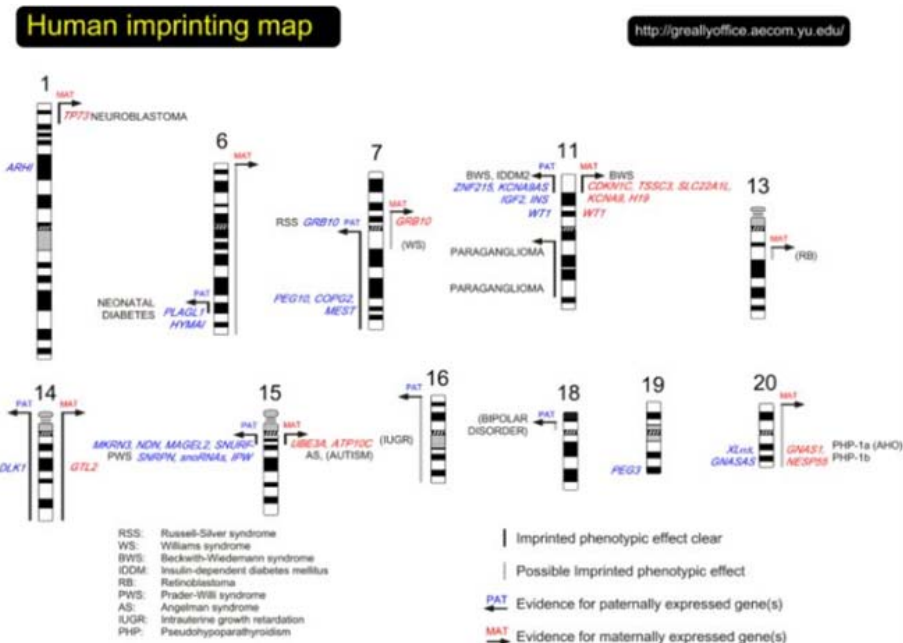 Human imprinting map
http://greallyoffice.aecom.yu.edu/
1
MAT
TP73 NEUROBLASTOMA
ARHI
6
MAT
PAT
NEONATAL
DIABETES
PLAGL1
HYMAI
7
MAT
GRB10
(WS)
RSS GRB10 PAT
PEG10, COPG2,
MEST
11
PAT
MAT
BWS, IDDM2
ZNF215, KCNA9AS
IGF2, INS
WT1
BWS
CDKN1C, TSSC3, SLC22A1L,
KCNA9, H19
WT1
PARAGANGLIOMA
PARAGANGLIOMA
13
MAT
(RB)
14
PAT
MAT
DLK1
GTL2
15
PAT
MAT
MKRN3, NDN, MAGEL2, SNURF-
PWS SNRPN, snoRNAs, IPW
UBE3A, ATP10C
AS, (AUTISM)
16
PAT
(IUGR)
18
PAT
(BIPOLAR
DISORDER)
19
PEG3
20
MAT
GNASAS
GNAS1,
NESP55
PHP-1a (AHO)
PHP-1b
RSS: Russell-Silver syndrome
WS: Williams syndrome
BWS: Beckwith-Wiedemann syndrome
IDDM: Insulin-dependent diabetes mellitus
RB: Retinoblastoma
PWS: Prader-Willi syndrome
AS: Angelman syndrome
IUGR: Intrauterine growth retardation
PHP: Pseudohypoparathyroidism
Imprinted phenotypic effect clear
Possible Imprinted phenotypic effect
PAT Evidence for paternally expressed gene(s)
MAT Evidence for maternally expressed gene(s)